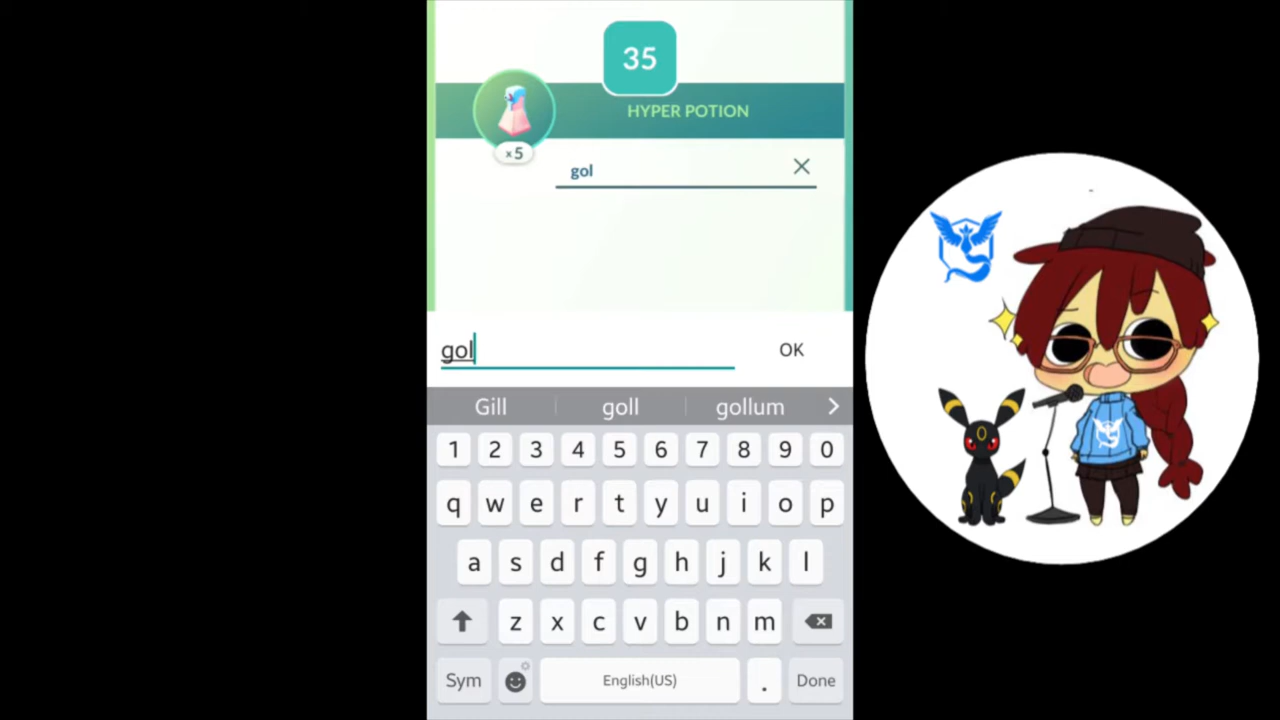 35
HYPER POTION
×5
gol
gol
OK
Gill goll gollum
1 2 3 4 5 6 7 8 9 0
q w e r t y u i o p
a s d f g h j k l
z x c v b n m
Sym English(US) . Done